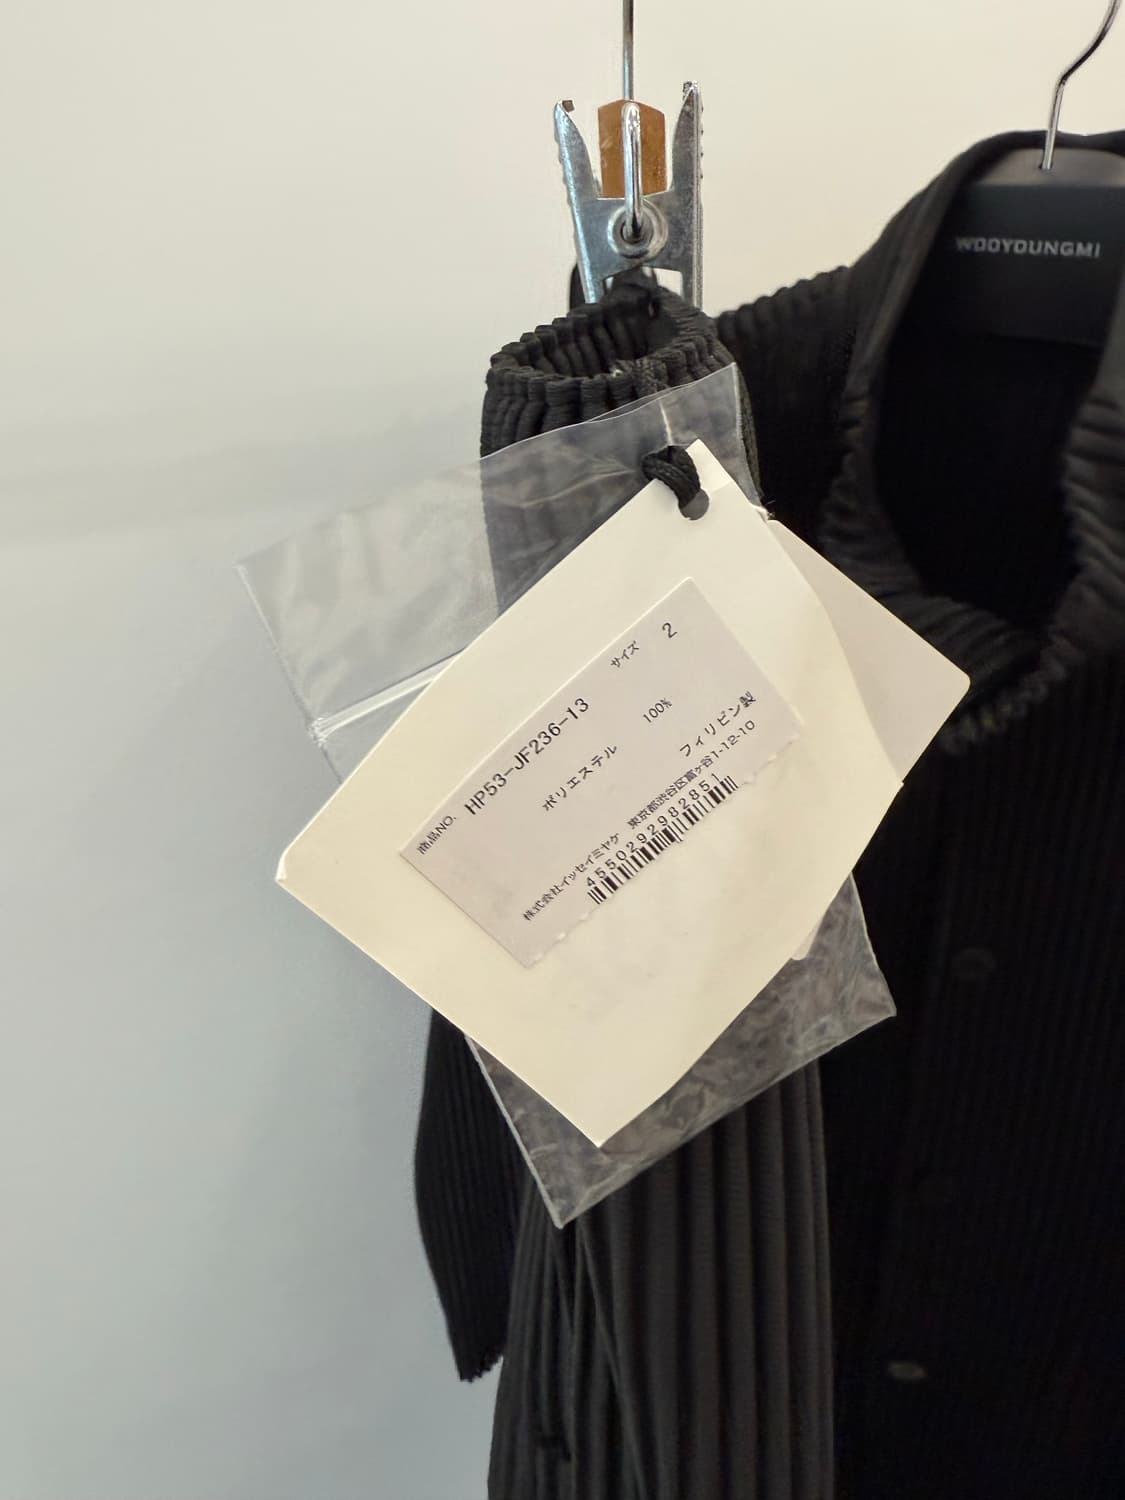 WOOYOUNGMI
商品NO. HP53-JF236-13 サイズ 2
ポリエステル 100%
フィリピン製
株式会社イッセイミヤケ 東京都渋谷区富ヶ谷1-12-10
4550292982851